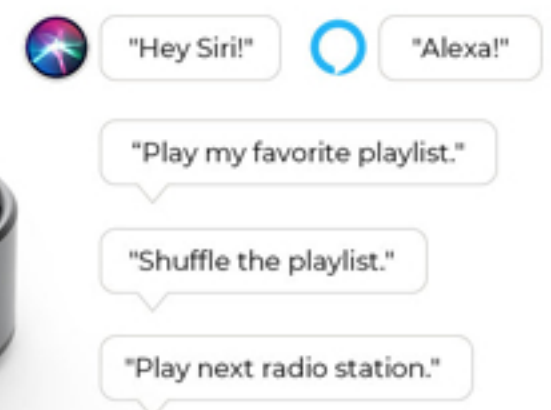 "Hey Siri!" "Alexa!"
"Play my favorite playlist."
"Shuffle the playlist."
"Play next radio station."